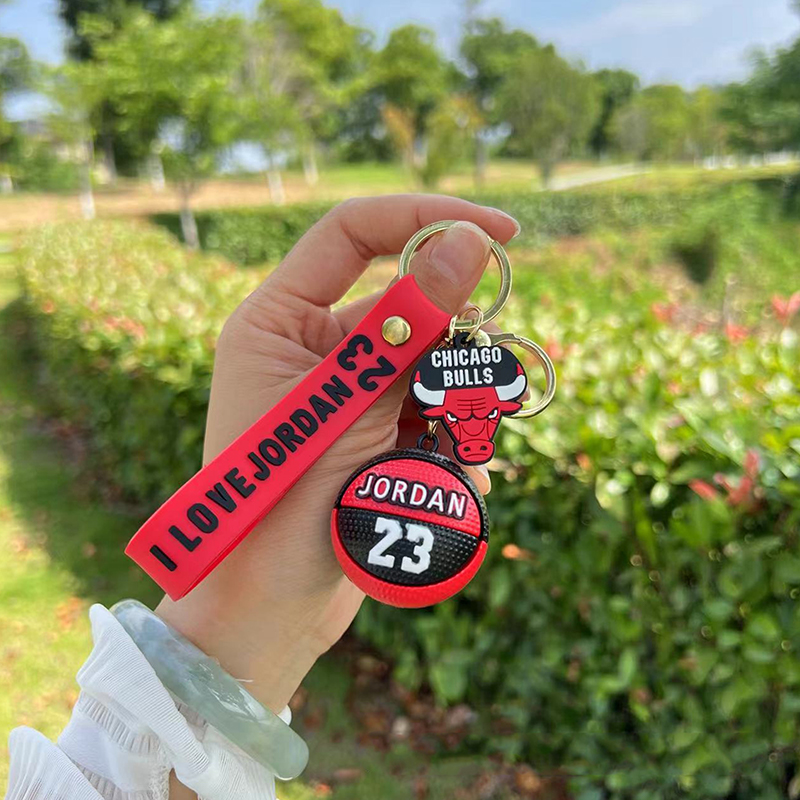 I LOVE JORDAN 23
CHICAGO
BULLS
JORDAN
23